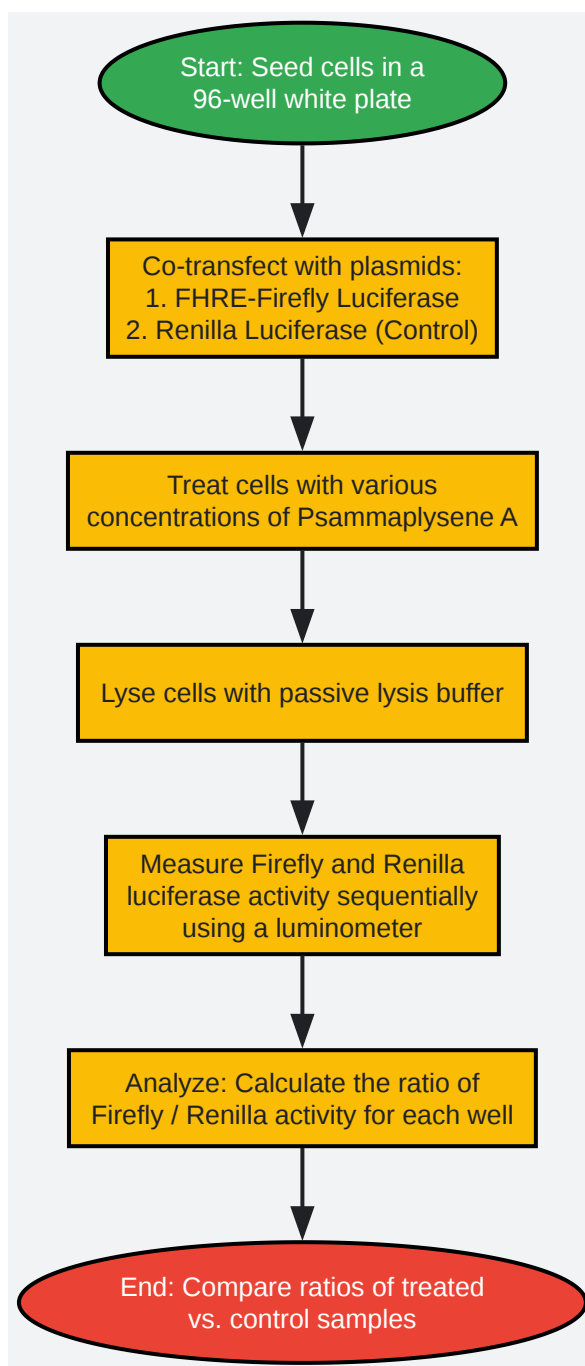 Start: Seed cells in a
96-well white plate
Co-transfect with plasmids:
1. FHRE-Firefly Luciferase
2. Renilla Luciferase (Control)
Treat cells with various
concentrations of Psammaplysene A
Lyse cells with passive lysis buffer
Measure Firefly and Renilla
luciferase activity sequentially
using a luminometer
Analyze: Calculate the ratio of
Firefly / Renilla activity for each well
End: Compare ratios of treated
vs. control samples